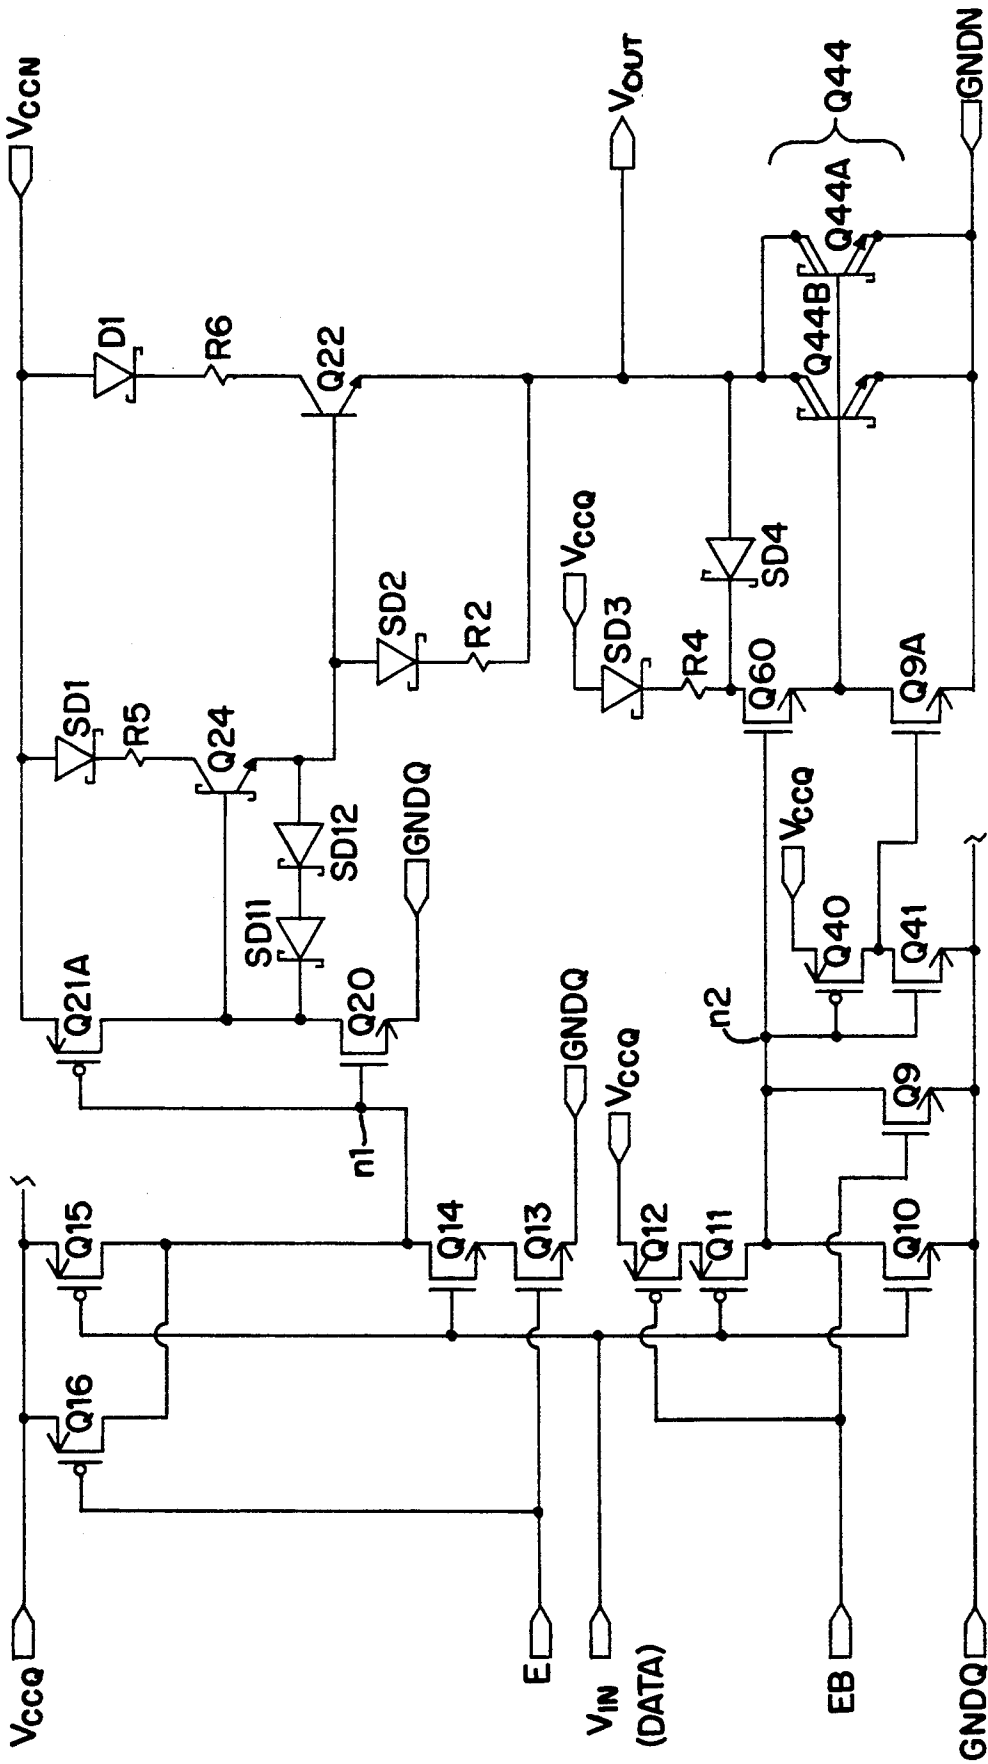 VCCQ
Q16
Q15
Q21A
SD1
D1
VCCN
R5
R6
Q24
Q22
SD11
SD12
Q20
n1
GNDQ
SD2
R2
VOUT
Q14
Q13
E
GNDQ
VIN
(DATA)
VCCQ
Q12
Q11
n2
VCCQ
SD3
R4
SD4
Q60
VCCQ
Q40
Q41
Q9A
Q44B
Q44A
Q44
EB
Q10
Q9
GNDQ
GNDN